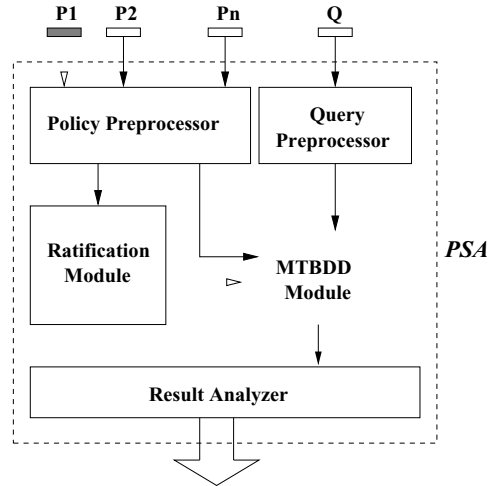 P1 P2 Pn Q
Policy Preprocessor
Query
Preprocessor
Ratification
Module
MTBDD
Module
PSA
Result Analyzer